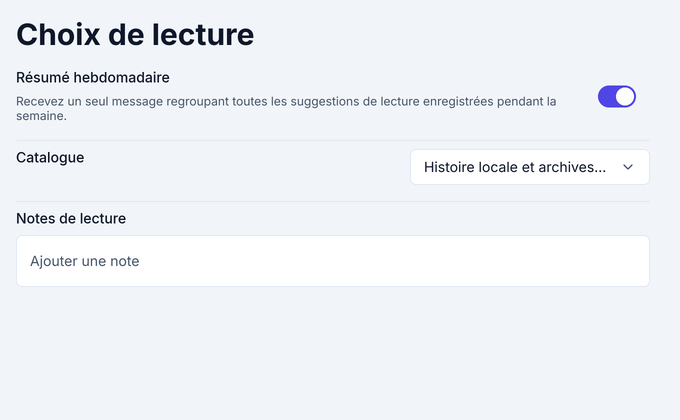 Choix de lecture
Résumé hebdomadaire
Recevez un seul message regroupant toutes les suggestions de lecture enregistrées pendant la
semaine.
Catalogue
Histoire locale et archives...
Notes de lecture
Ajouter une note